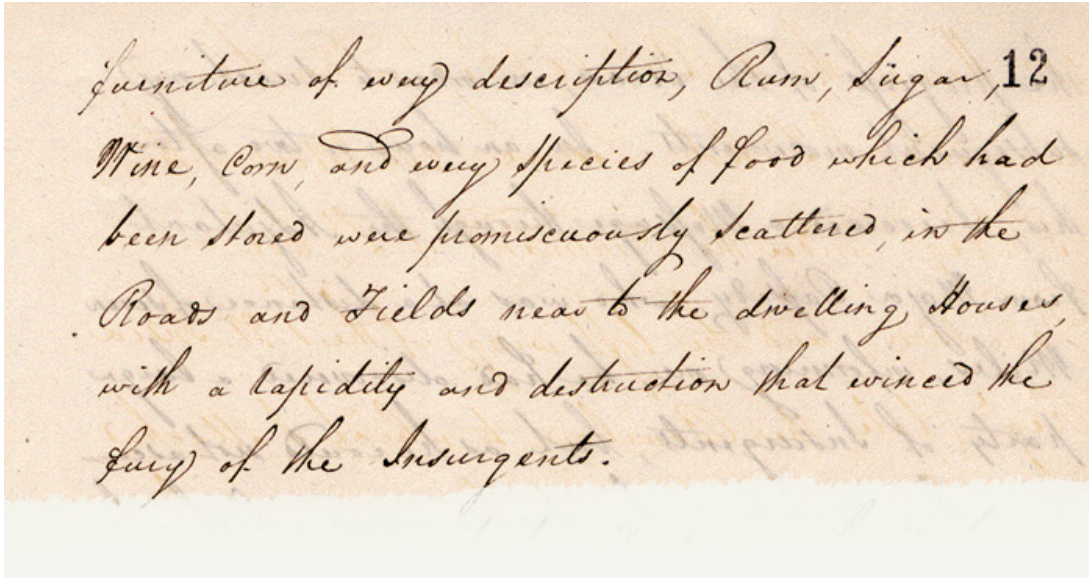 furniture of every description, Rum, Sugar, 12
Wine, Corn, and every species of food which had
been stored were promiscuously scattered, in the
Roads and Fields near to the dwelling Houses,
with a rapidity and destruction that evinced the
fury of the Insurgents.